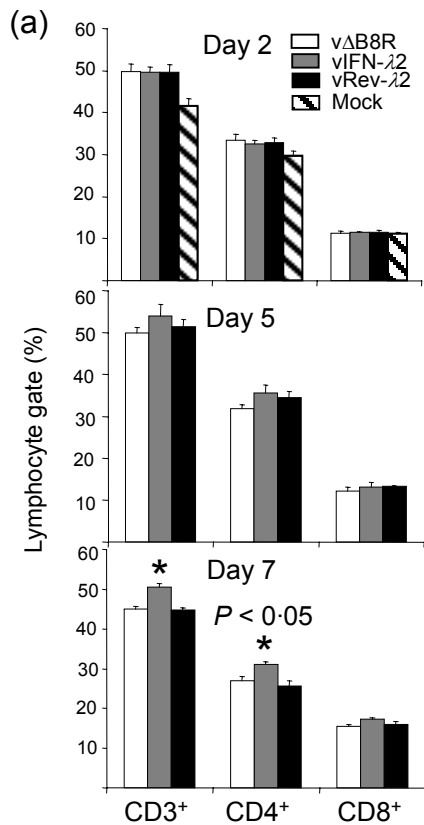 (a)
Day 2
vΔB8R
vIFN-λ2
vRev-λ2
Mock
60
50
40
30
20
10
Day 5
60
50
40
30
20
10
Day 7
60
50
40
30
20
10
*
P < 0·05
*
Lymphocyte gate (%)
CD3⁺ CD4⁺ CD8⁺